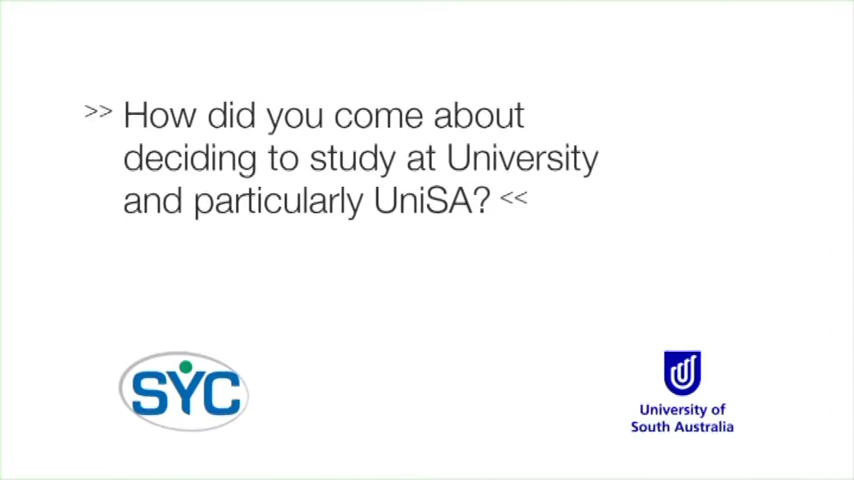 >> How did you come about
deciding to study at University
and particularly UniSA? <<
SYC
University of
South Australia